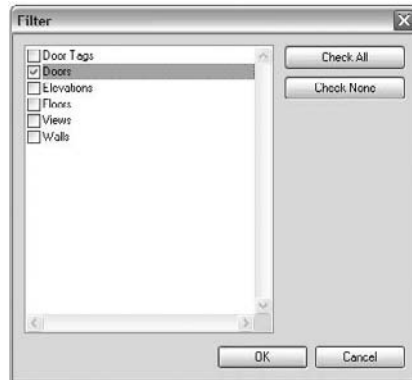 Filter
Door Tags
Doors
Elevations
Floors
Views
Walls
Check All
Check None
OK
Cancel